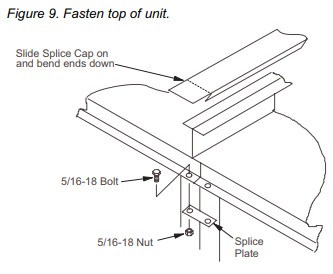 Figure 9. Fasten top of unit.
Slide Splice Cap on
and bend ends down
5/16-18 Bolt
5/16-18 Nut
Splice
Plate